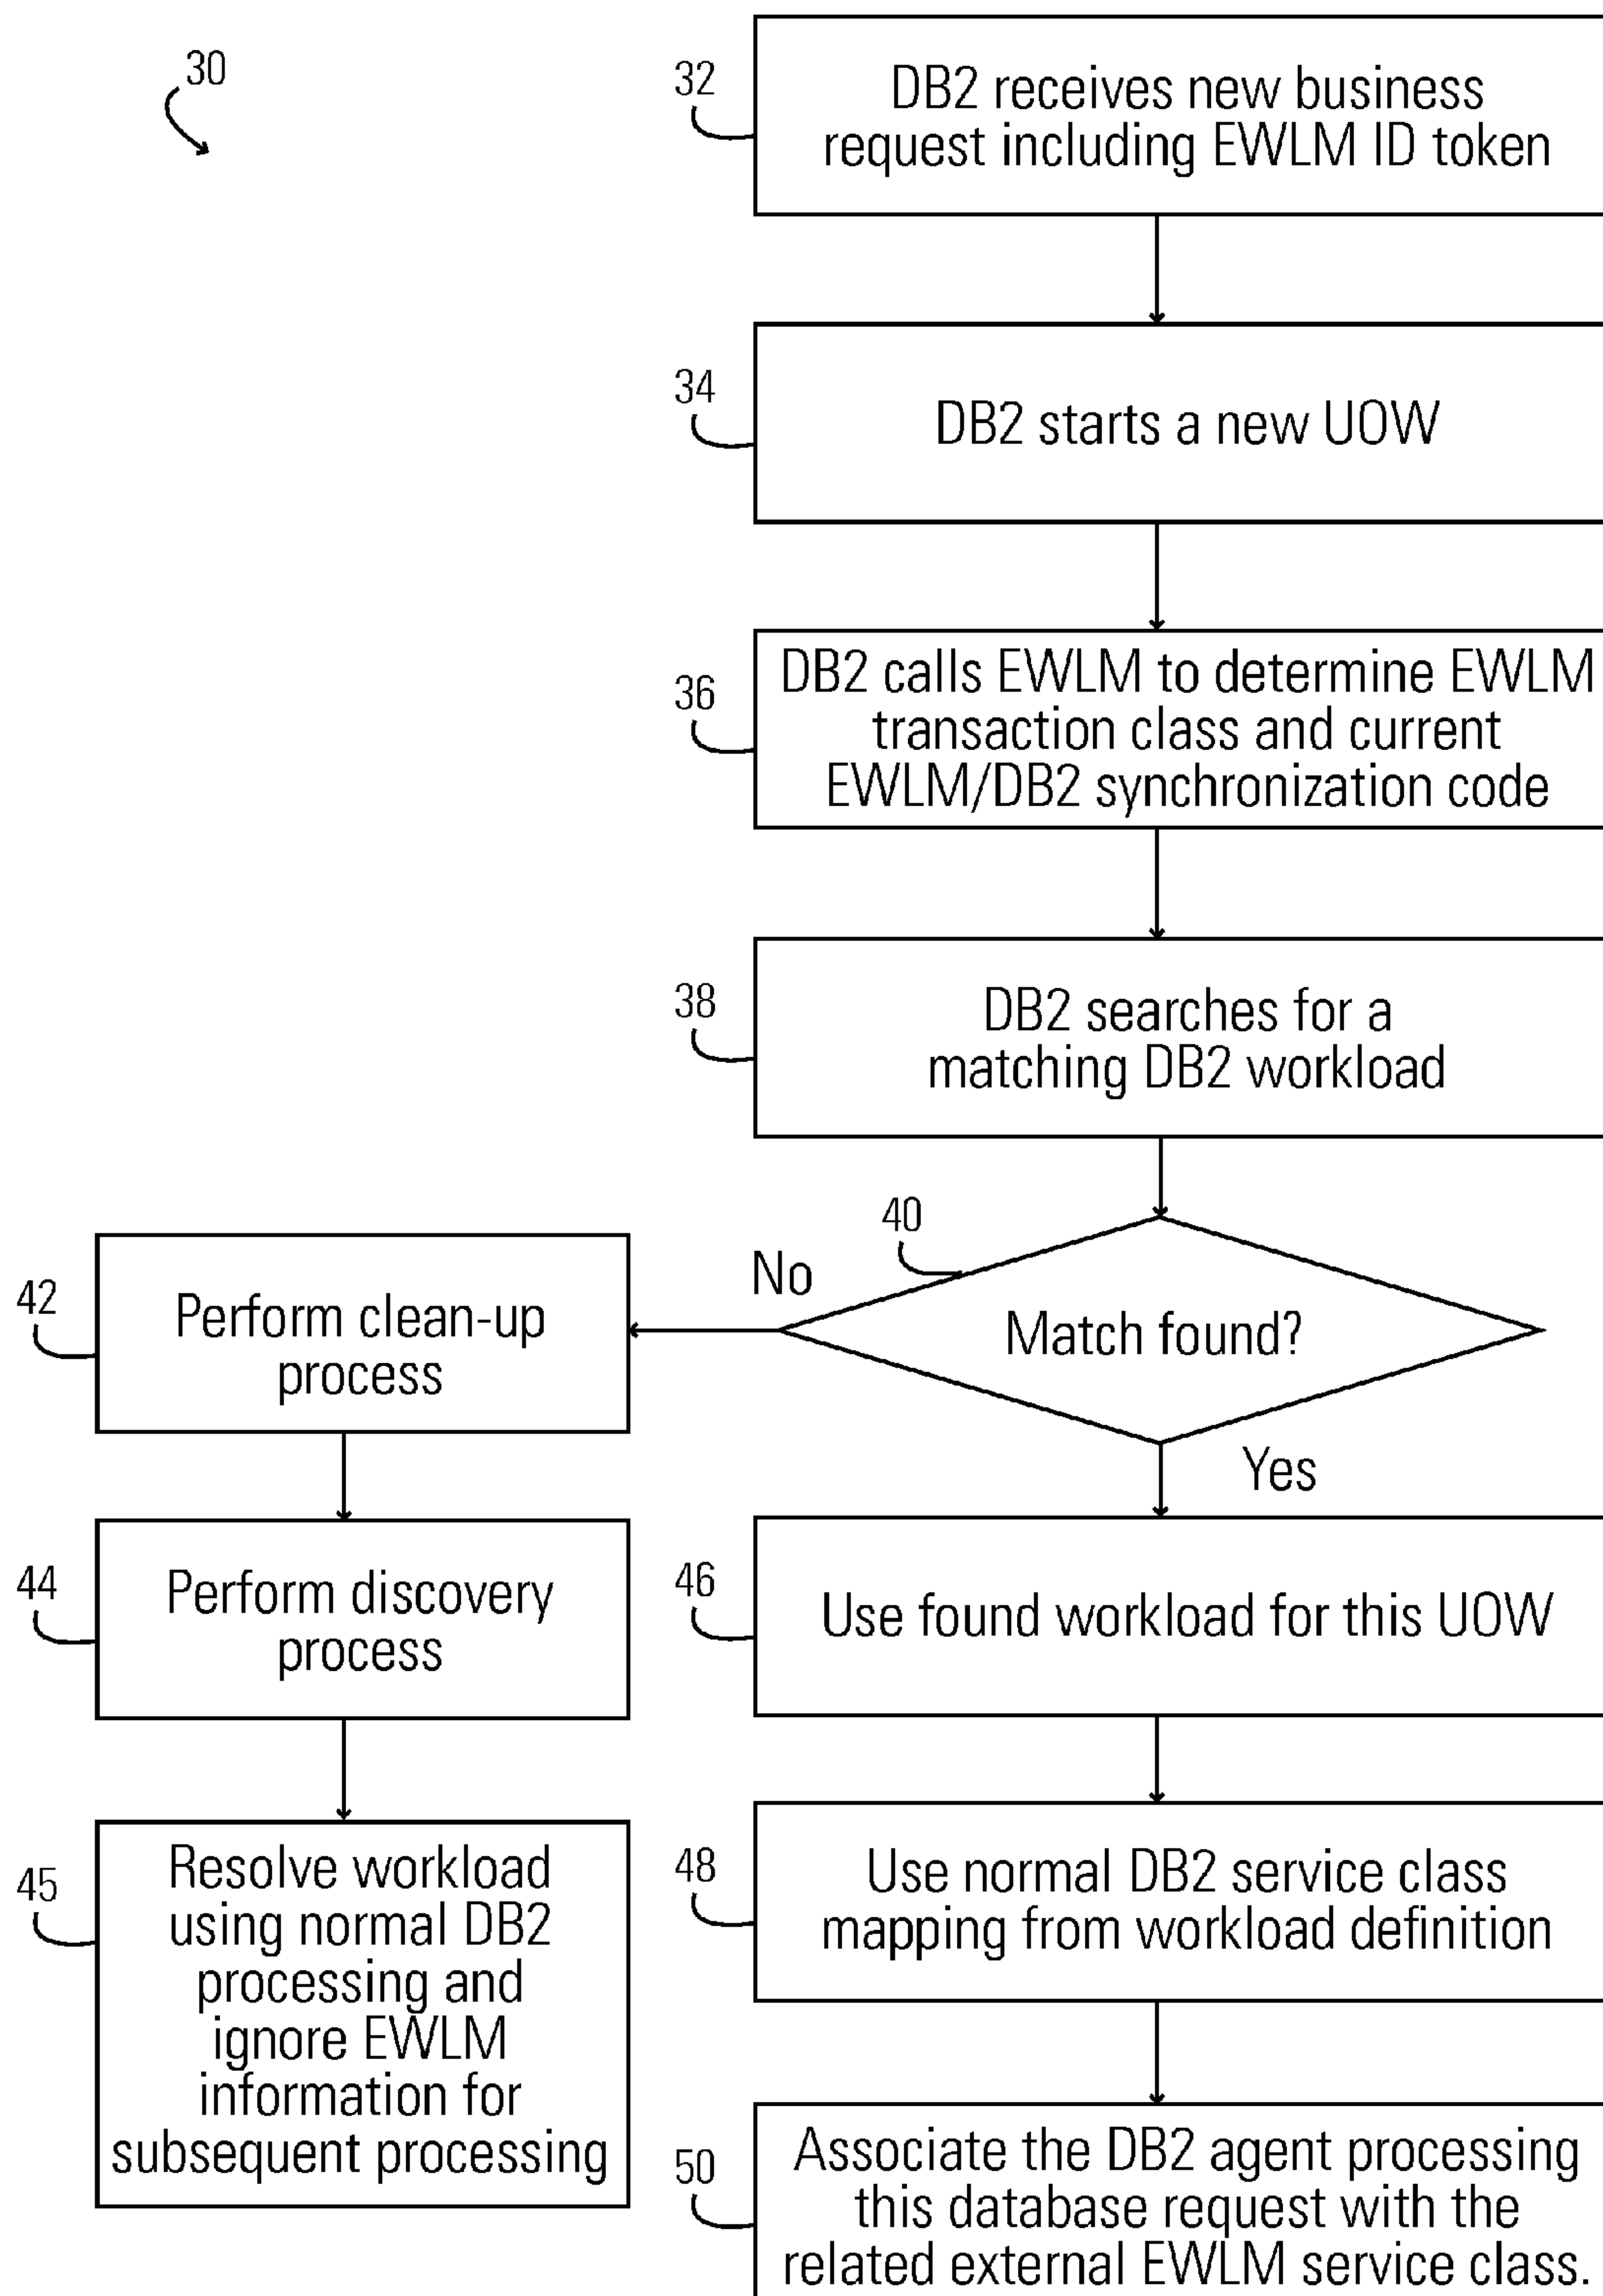 30
32
DB2 receives new business
request including EWLM ID token
34
DB2 starts a new UOW
36
DB2 calls EWLM to determine EWLM
transaction class and current
EWLM/DB2 synchronization code
38
DB2 searches for a
matching DB2 workload
40
Match found?
No
Yes
42
Perform clean-up
process
44
Perform discovery
process
45
Resolve workload
using normal DB2
processing and
ignore EWLM
information for
subsequent processing
46
Use found workload for this UOW
48
Use normal DB2 service class
mapping from workload definition
50
Associate the DB2 agent processing
this database request with the
related external EWLM service class.